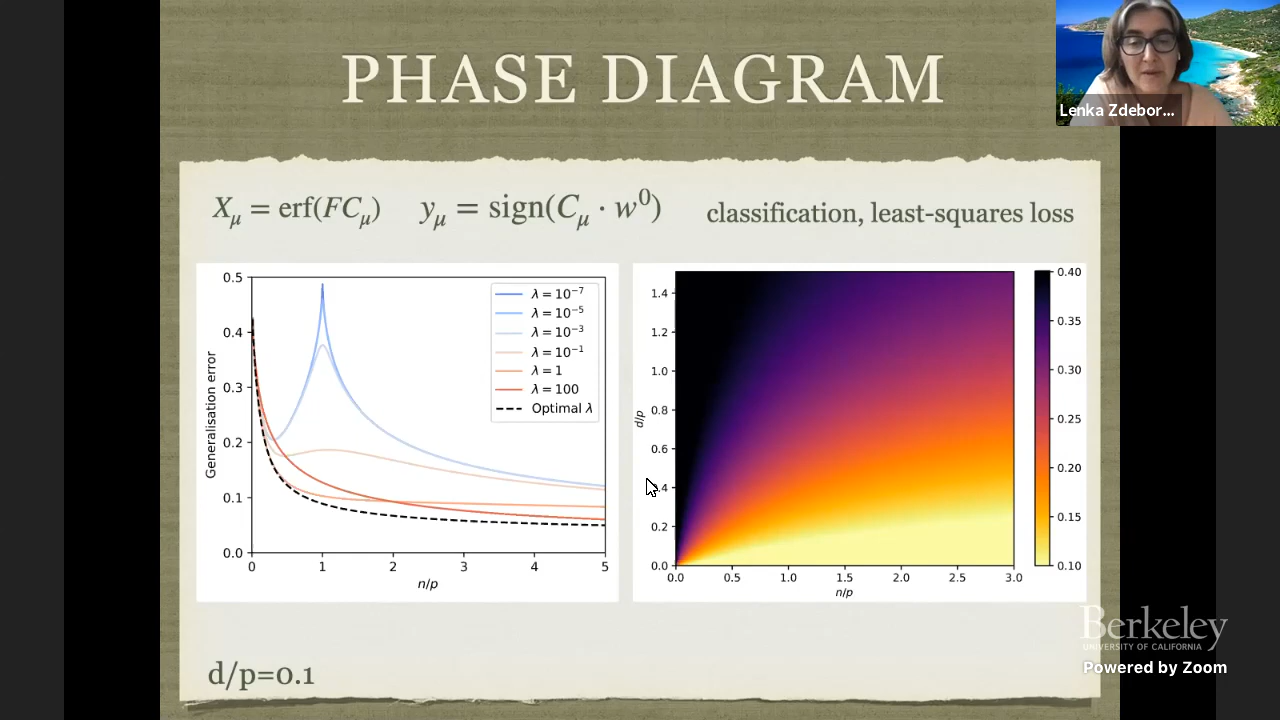 PHASE DIAGRAM
Lenka Zdebor...
X_μ = erf(FC_μ) y_μ = sign(C_μ · w⁰) classification, least-squares loss
Generalisation error
0.5
0.4
0.3
0.2
0.1
0.0
0 1 2 3 4 5
n/p
λ = 10⁻⁷
λ = 10⁻⁵
λ = 10⁻³
λ = 10⁻¹
λ = 1
λ = 100
Optimal λ
d/p
1.4
1.2
1.0
0.8
0.6
0.4
0.2
0.0
0.0 0.5 1.0 1.5 2.0 2.5 3.0
n/p
0.40
0.35
0.30
0.25
0.20
0.15
0.10
d/p=0.1
Berkeley
UNIVERSITY OF CALIFORNIA
Powered by Zoom